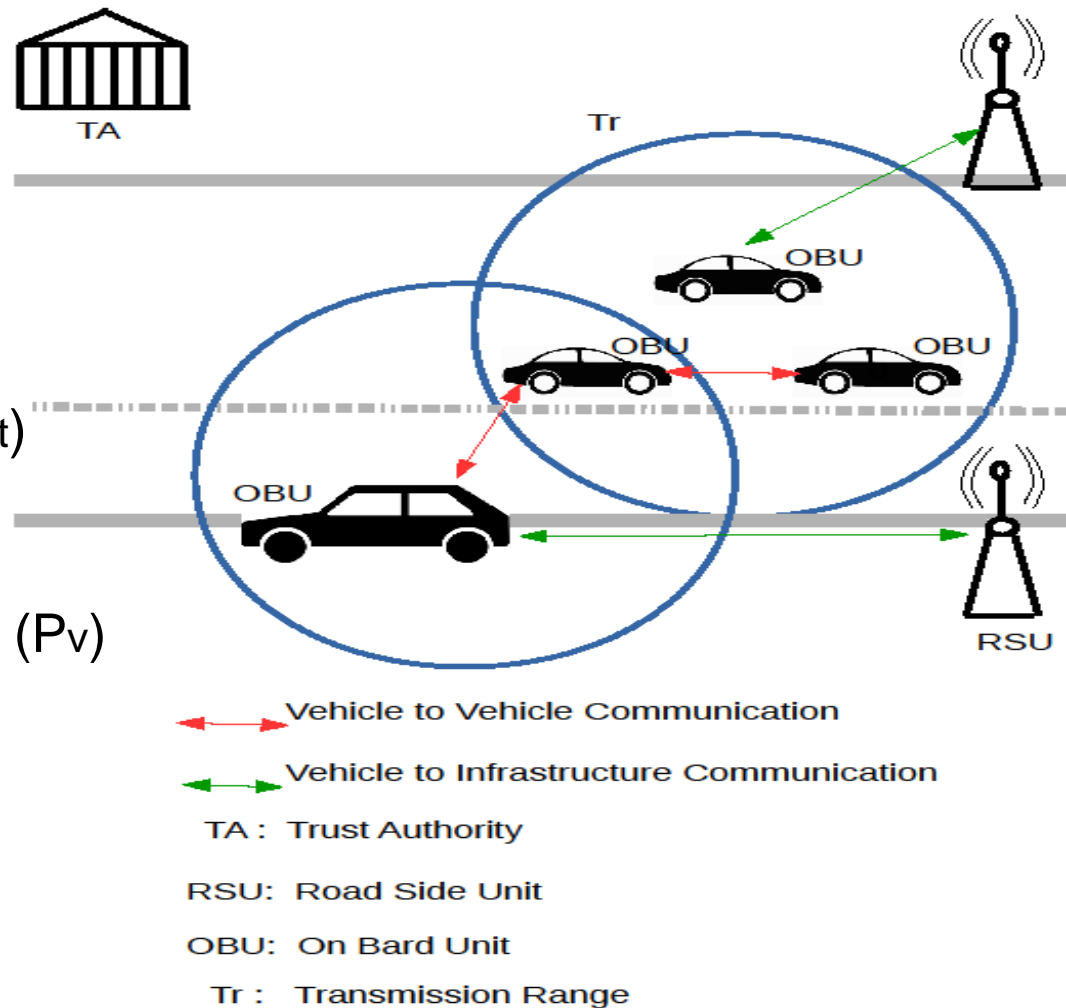 TA
Tr
OBU
OBU
OBU
t)
OBU
(Pv)
RSU
Vehicle to Vehicle Communication
Vehicle to Infrastructure Communication
TA : Trust Authority
RSU: Road Side Unit
OBU: On Bard Unit
Tr : Transmission Range